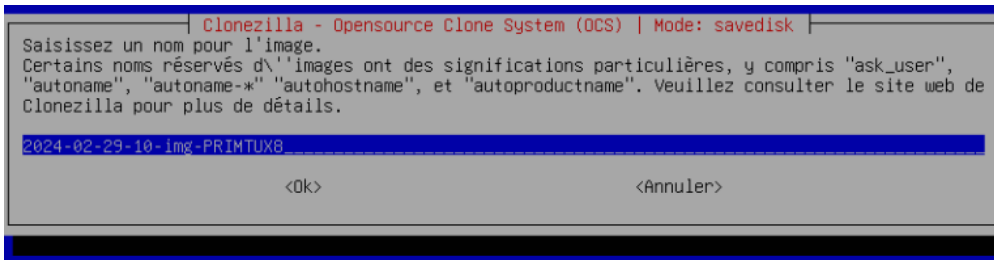 Clonezilla - Opensource Clone System (OCS) | Mode: savedisk
Saisissez un nom pour l'image.
Certains noms réservés d\''images ont des significations particulières, y compris "ask_user",
"autoname", "autoname-*" "autohostname", et "autoproductname". Veuillez consulter le site web de
Clonezilla pour plus de détails.
2024-02-29-10-img-PRIMTUX8
<Ok> <Annuler>